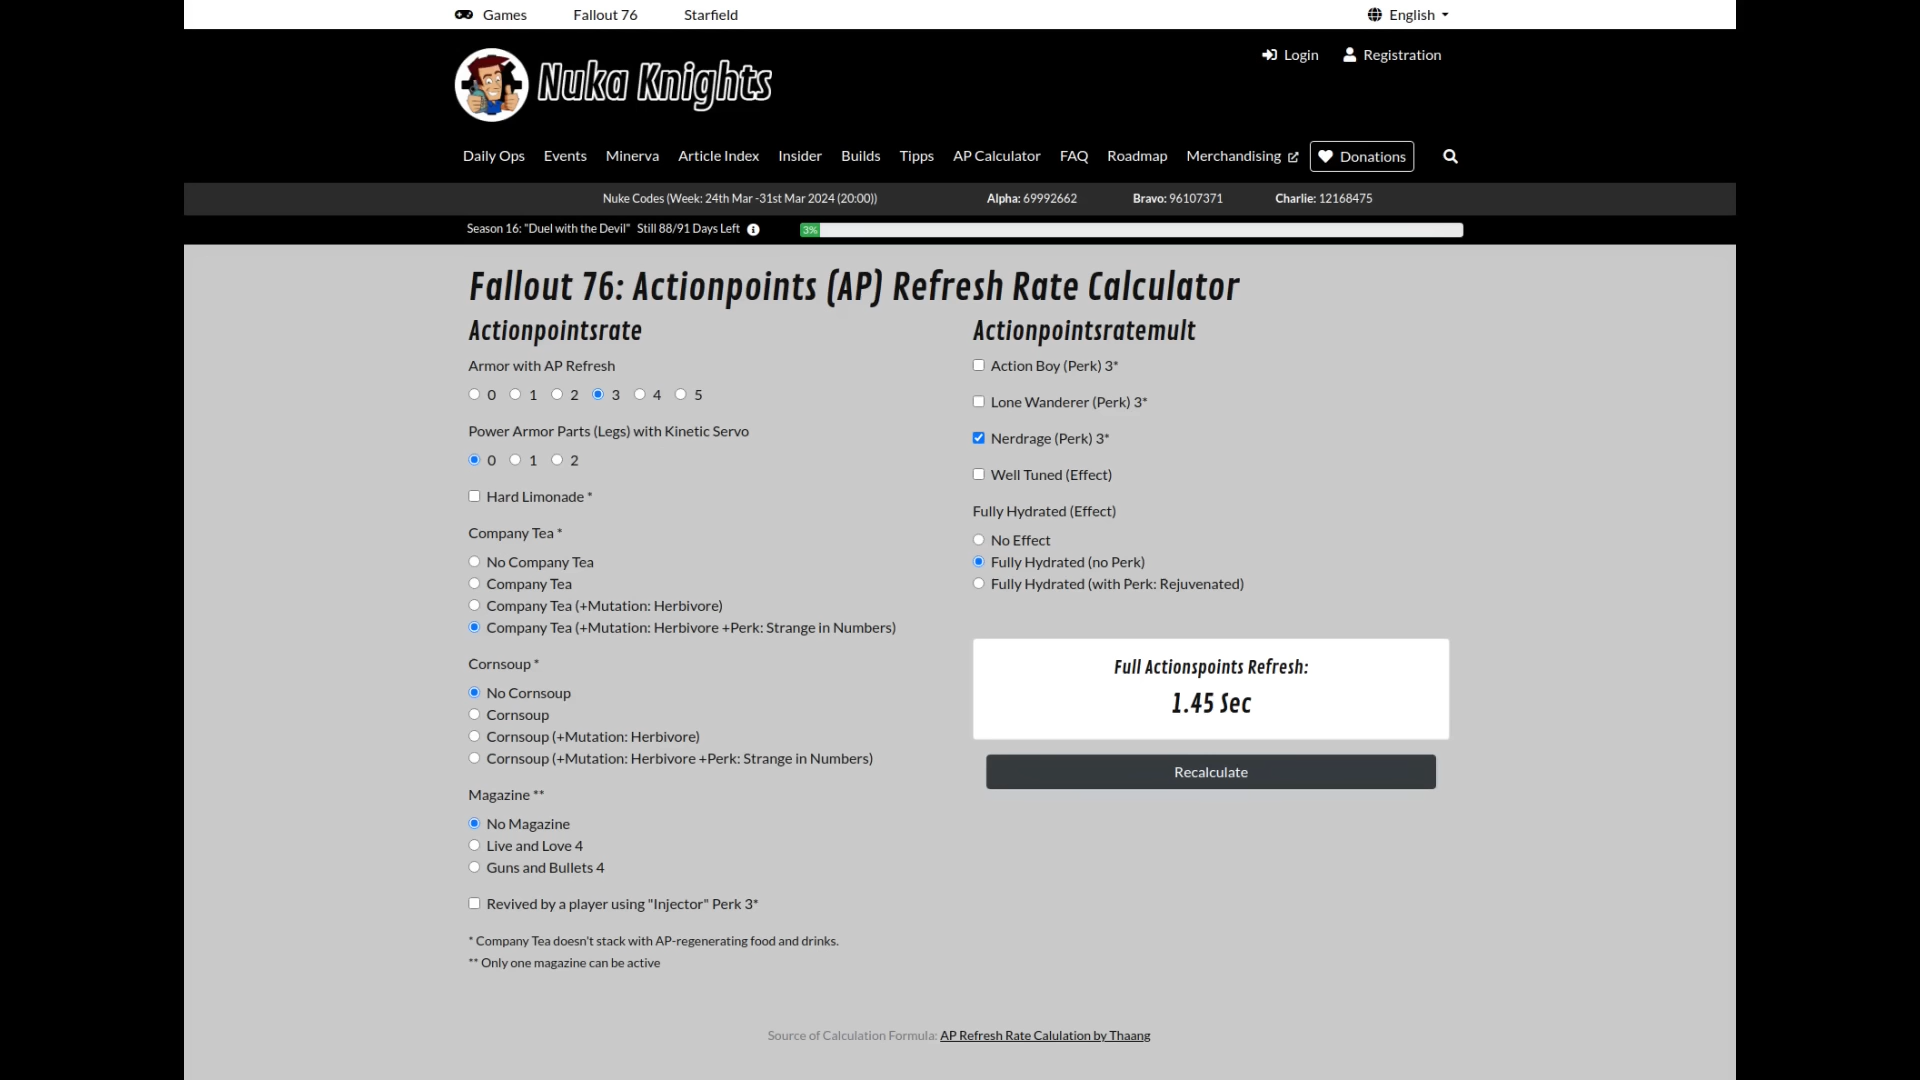 Games Fallout 76 Starfield English
Login Registration
Nuka Knights
Daily Ops Events Minerva Article Index Insider Builds Tipps AP Calculator FAQ Roadmap Merchandising Donations
Nuke Codes (Week: 24th Mar -31st Mar 2024 (20:00)) Alpha: 69992662 Bravo: 96107371 Charlie: 12168475
Season 16: "Duel with the Devil" Still 88/91 Days Left 3%
Fallout 76: Actionpoints (AP) Refresh Rate Calculator
Actionpointsrate
Armor with AP Refresh
0 1 2 3 4 5
Power Armor Parts (Legs) with Kinetic Servo
0 1 2
Hard Limonade *
Company Tea *
No Company Tea
Company Tea
Company Tea (+Mutation: Herbivore)
Company Tea (+Mutation: Herbivore +Perk: Strange in Numbers)
Cornsoup *
No Cornsoup
Cornsoup
Cornsoup (+Mutation: Herbivore)
Cornsoup (+Mutation: Herbivore +Perk: Strange in Numbers)
Magazine **
No Magazine
Live and Love 4
Guns and Bullets 4
Revived by a player using "Injector" Perk 3*
* Company Tea doesn't stack with AP-regenerating food and drinks.
** Only one magazine can be active
Actionpointsratemult
Action Boy (Perk) 3*
Lone Wanderer (Perk) 3*
Nerdrage (Perk) 3*
Well Tuned (Effect)
Fully Hydrated (Effect)
No Effect
Fully Hydrated (no Perk)
Fully Hydrated (with Perk: Rejuvenated)
Full Actionspoints Refresh:
1.45 Sec
Recalculate
Source of Calculation Formula: AP Refresh Rate Calulation by Thaang